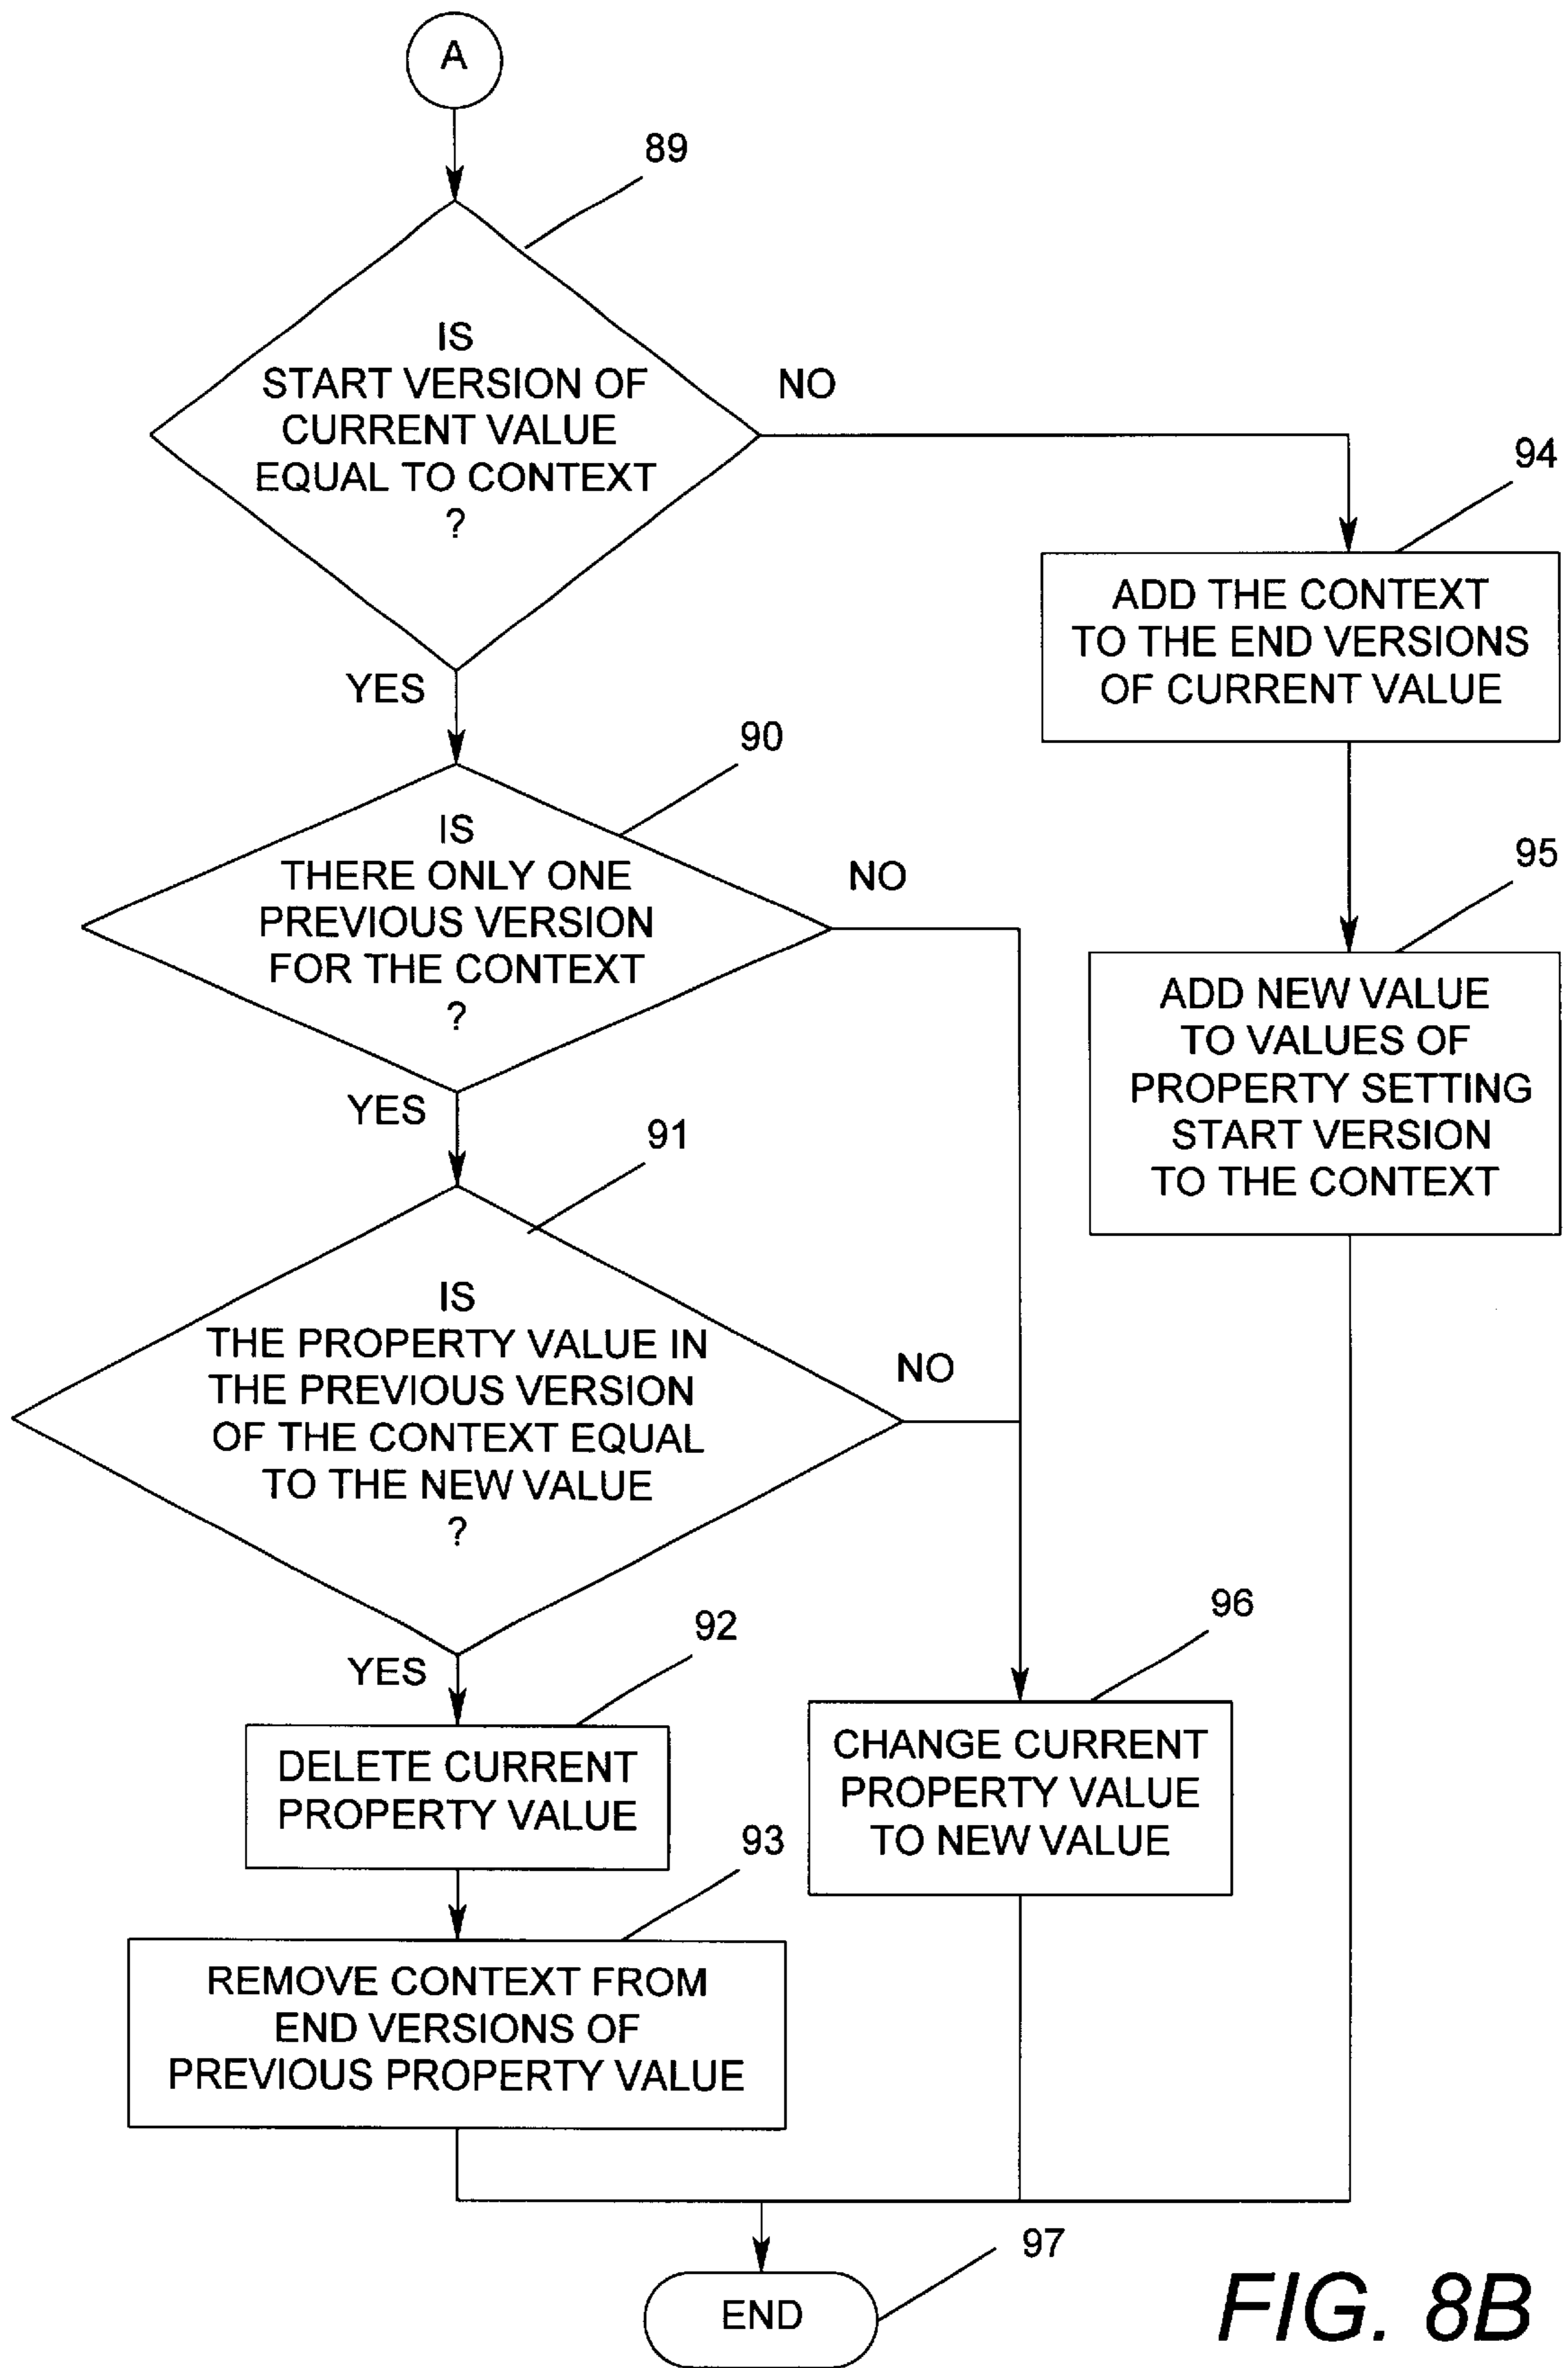 A
89
IS
START VERSION OF
CURRENT VALUE
EQUAL TO CONTEXT
?
NO
YES
94
ADD THE CONTEXT
TO THE END VERSIONS
OF CURRENT VALUE
90
IS
THERE ONLY ONE
PREVIOUS VERSION
FOR THE CONTEXT
?
NO
YES
95
ADD NEW VALUE
TO VALUES OF
PROPERTY SETTING
START VERSION
TO THE CONTEXT
91
IS
THE PROPERTY VALUE IN
THE PREVIOUS VERSION
OF THE CONTEXT EQUAL
TO THE NEW VALUE
?
NO
YES
92
DELETE CURRENT
PROPERTY VALUE
96
CHANGE CURRENT
PROPERTY VALUE
TO NEW VALUE
93
REMOVE CONTEXT FROM
END VERSIONS OF
PREVIOUS PROPERTY VALUE
97
END
FIG. 8B